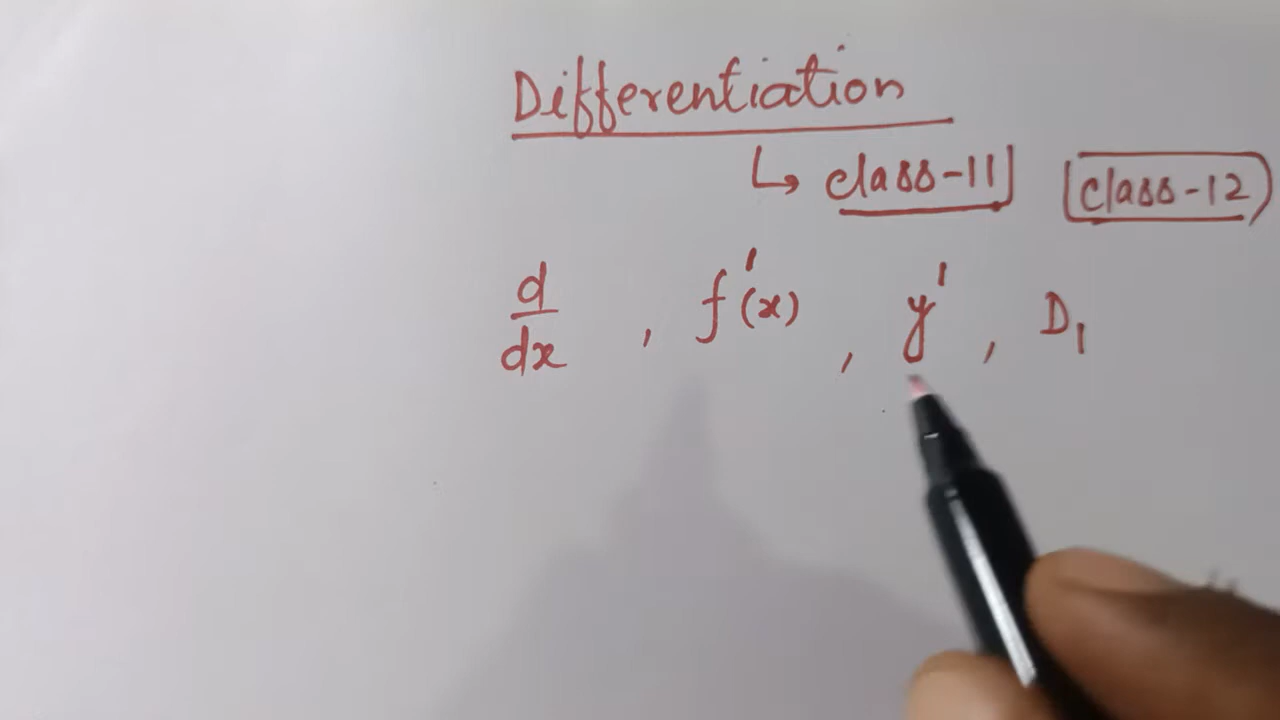 Differentiation
↳ class-11 class-12
d/dx , f'(x) , y' , D₁